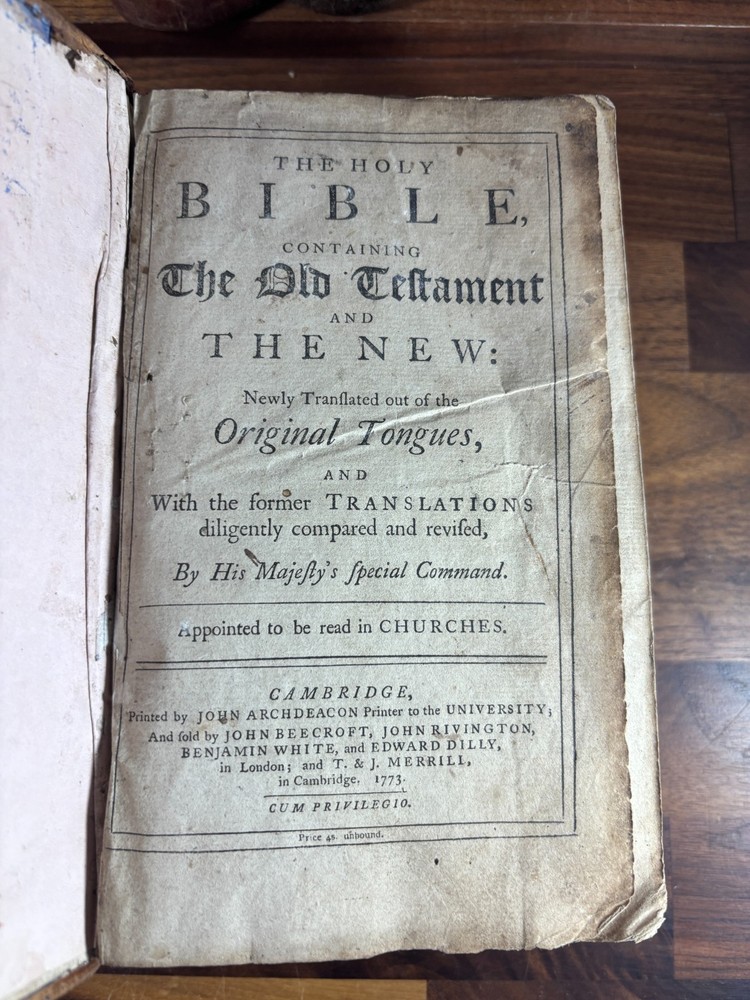 THE HOLY
BIBLE,
CONTAINING
The Old Teſtament
AND
THE NEW:
Newly Tranſlated out of the
Original Tongues,
AND
With the former TRANSLATIONS
diligently compared and reviſed,
By His Majeſty's ſpecial Command.
Appointed to be read in CHURCHES.
CAMBRIDGE,
Printed by JOHN ARCHDEACON Printer to the UNIVERSITY;
And ſold by JOHN BEECROFT, JOHN RIVINGTON,
BENJAMIN WHITE, and EDWARD DILLY,
in London; and T. & J. MERRILL,
in Cambridge. 1773.
CUM PRIVILEGIO.
Price 4s. unbound.